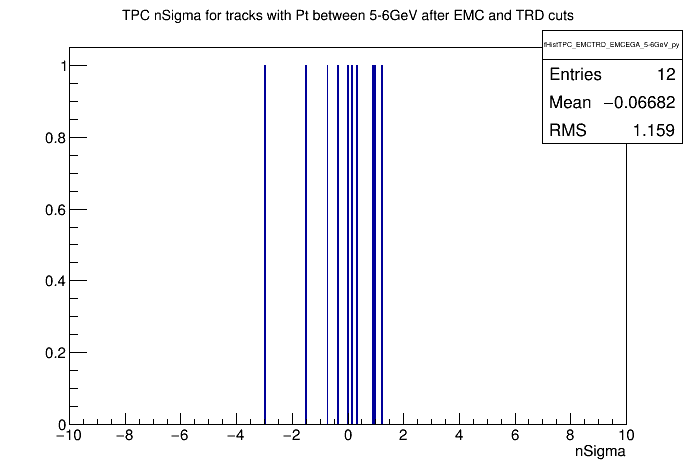 TPC nSigma for tracks with Pt between 5-6GeV after EMC and TRD cuts
fHistTPC_EMCTRD_EMCEGA_5-6GeV_py
Entries 12
Mean −0.06682
RMS 1.159
1
0.8
0.6
0.4
0.2
0
−10 −8 −6 −4 −2 0 2 4 6 8 10
nSigma